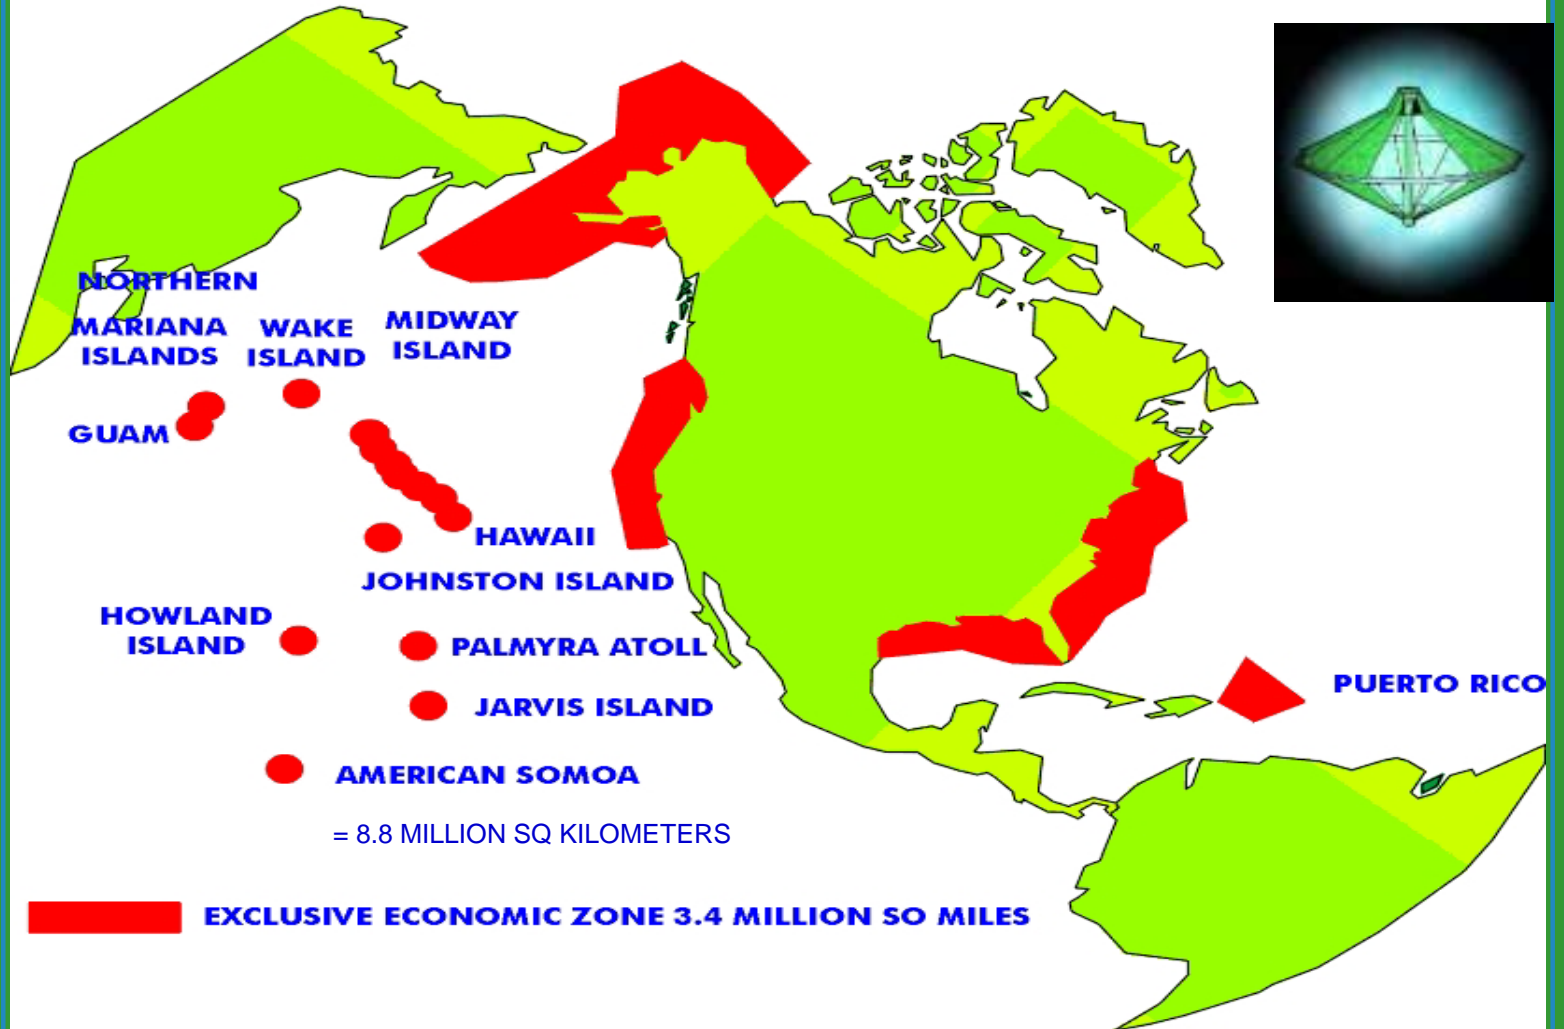 NORTHERN
MARIANA
ISLANDS
WAKE
ISLAND
MIDWAY
ISLAND
GUAM
HAWAII
JOHNSTON ISLAND
HOWLAND
ISLAND
PALMYRA ATOLL
JARVIS ISLAND
PUERTO RICO
AMERICAN SOMOA
= 8.8 MILLION SQ KILOMETERS
EXCLUSIVE ECONOMIC ZONE 3.4 MILLION SO MILES